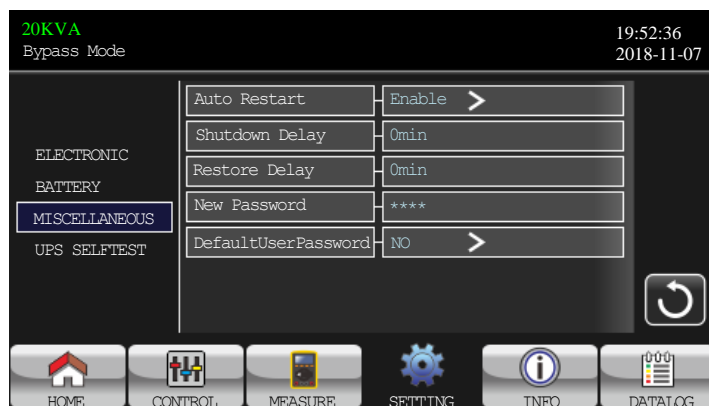 20KVA
Bypass Mode
19:52:36
2018-11-07
ELECTRONIC
BATTERY
MISCELLANEOUS
UPS SELFTEST
Auto Restart Enable >
Shutdown Delay 0min
Restore Delay 0min
New Password ****
DefaultUserPassword NO >
HOME CONTROL MEASURE SETTING INFO DATALOG